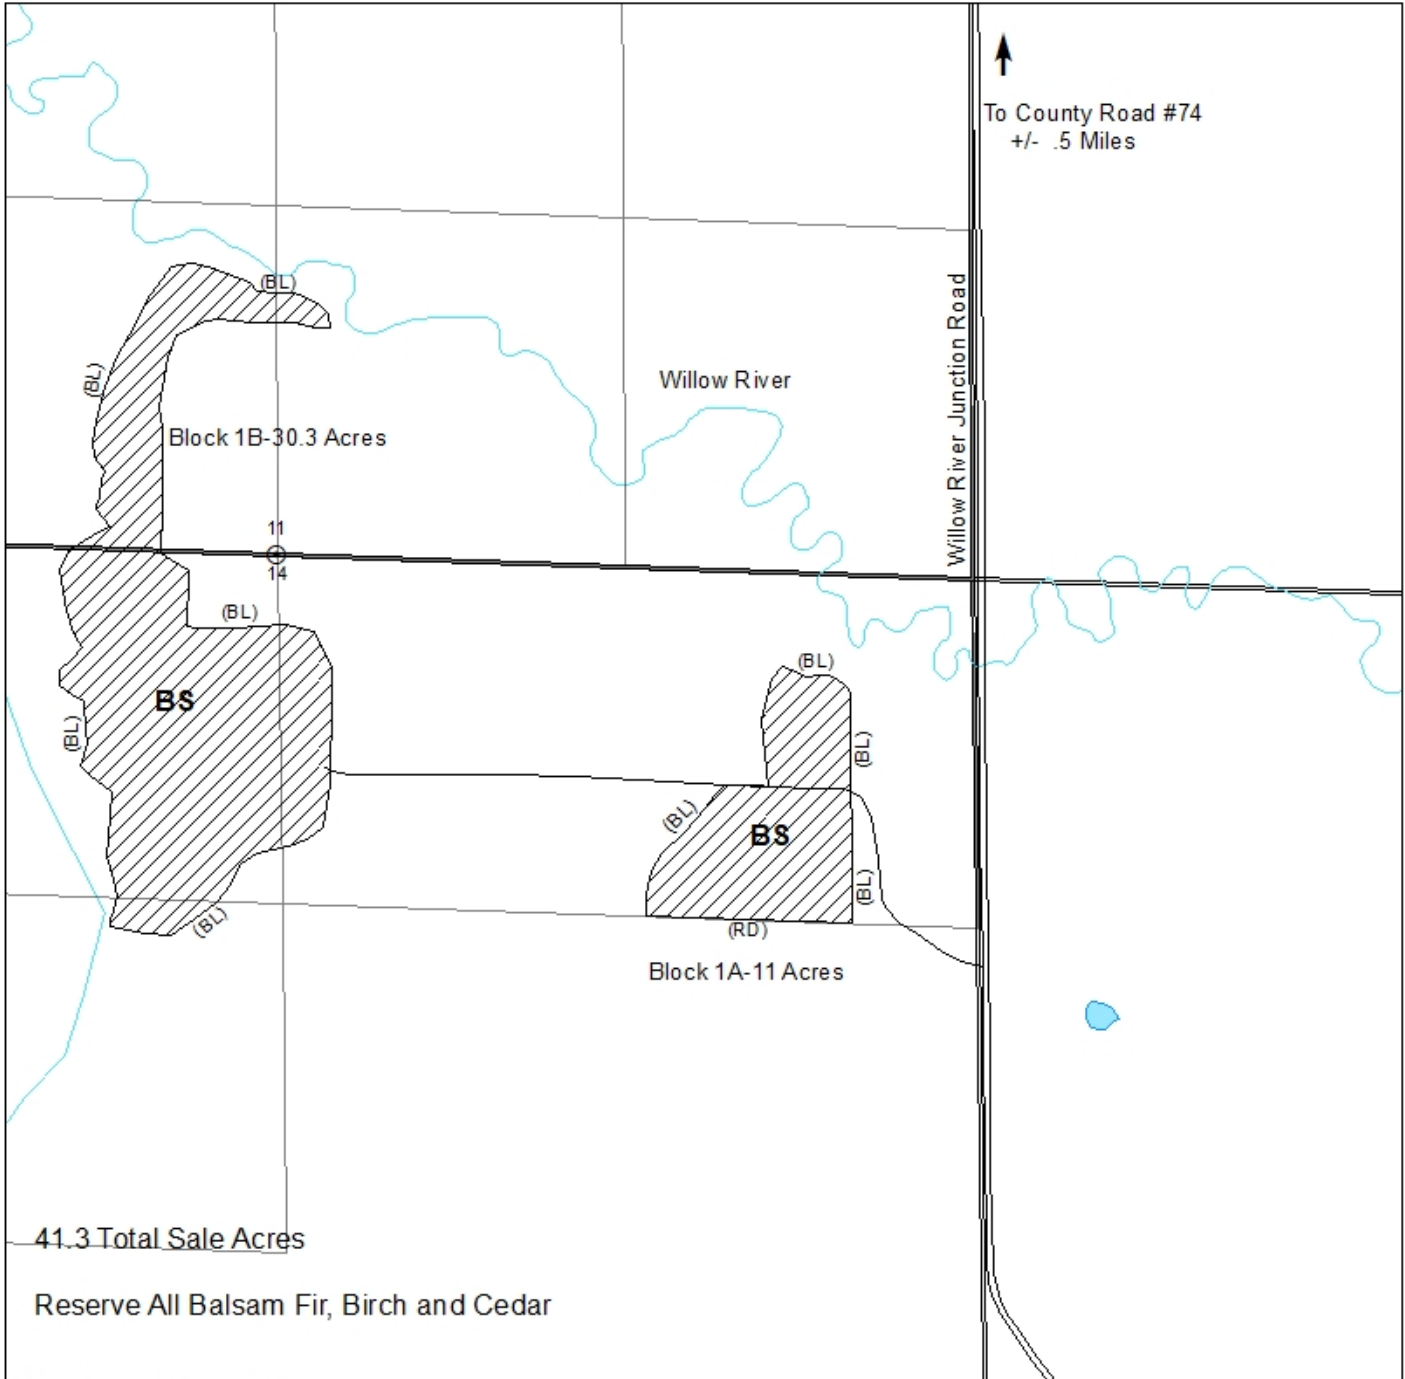 To County Road #74
+/- .5 Miles
(BL)
Willow River Junction Road
(BL)
Willow River
Block 1B-30.3 Acres
11
14
(BL)
(BL)
BS
(BL)
(BL)
(BL)
BS
(BL)
(BL)
(RD)
Block 1A-11 Acres
41.3 Total Sale Acres
Reserve All Balsam Fir, Birch and Cedar